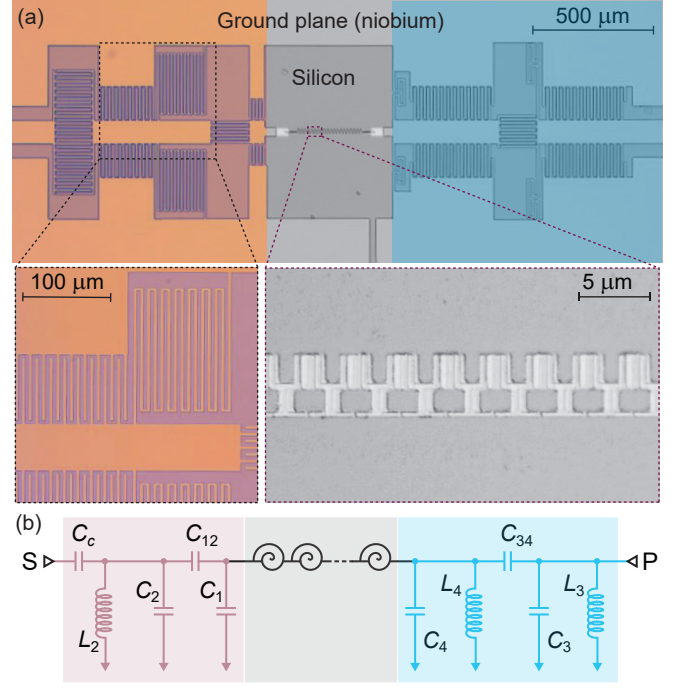 (a)
Ground plane (niobium)
500 μm
Silicon
100 μm
5 μm
(b)
C_c
C_12
C_34
S
P
L_2
C_2
C_1
L_4
L_3
C_4
C_3